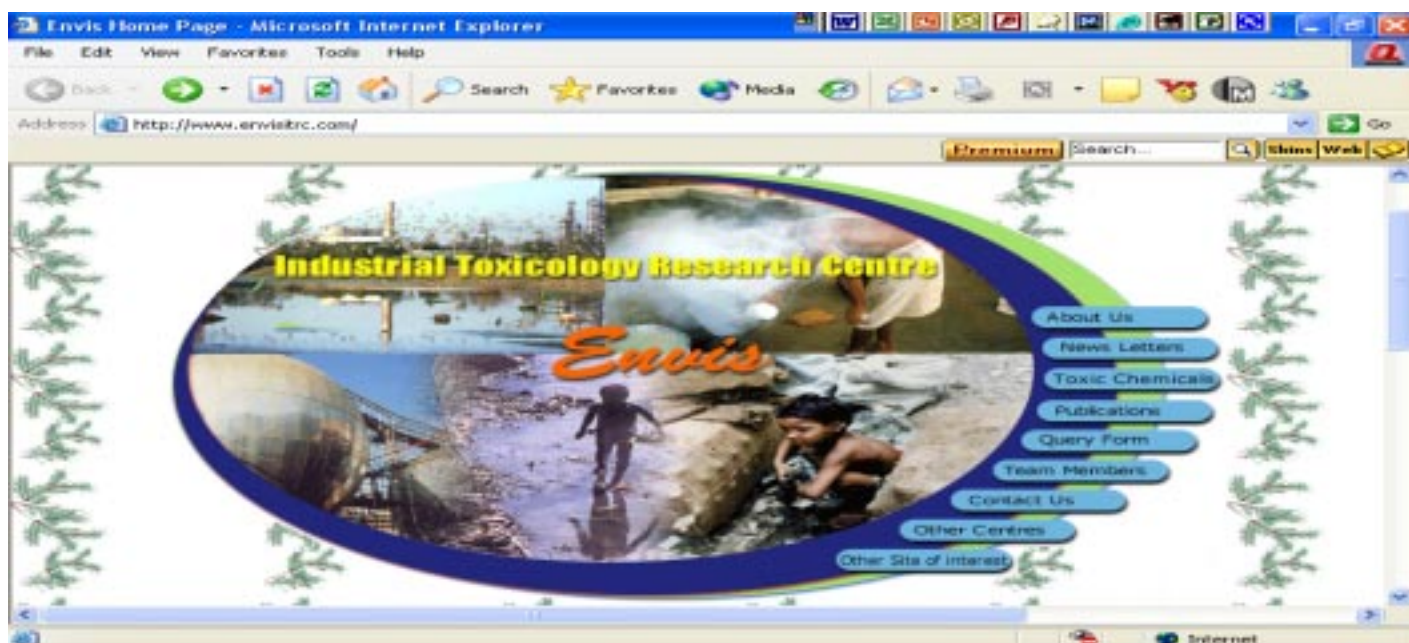 Envis Home Page - Microsoft Internet Explorer
File Edit View Favorites Tools Help
Back Search Favorites Media
Address http://www.envisitrc.com/ Go
Premium Search... Skins Web
Industrial Toxicology Research Centre
Envis
About Us
News Letters
Toxic Chemicals
Publications
Query Form
Team Members
Contact Us
Other Centres
Other Site of interest
Internet